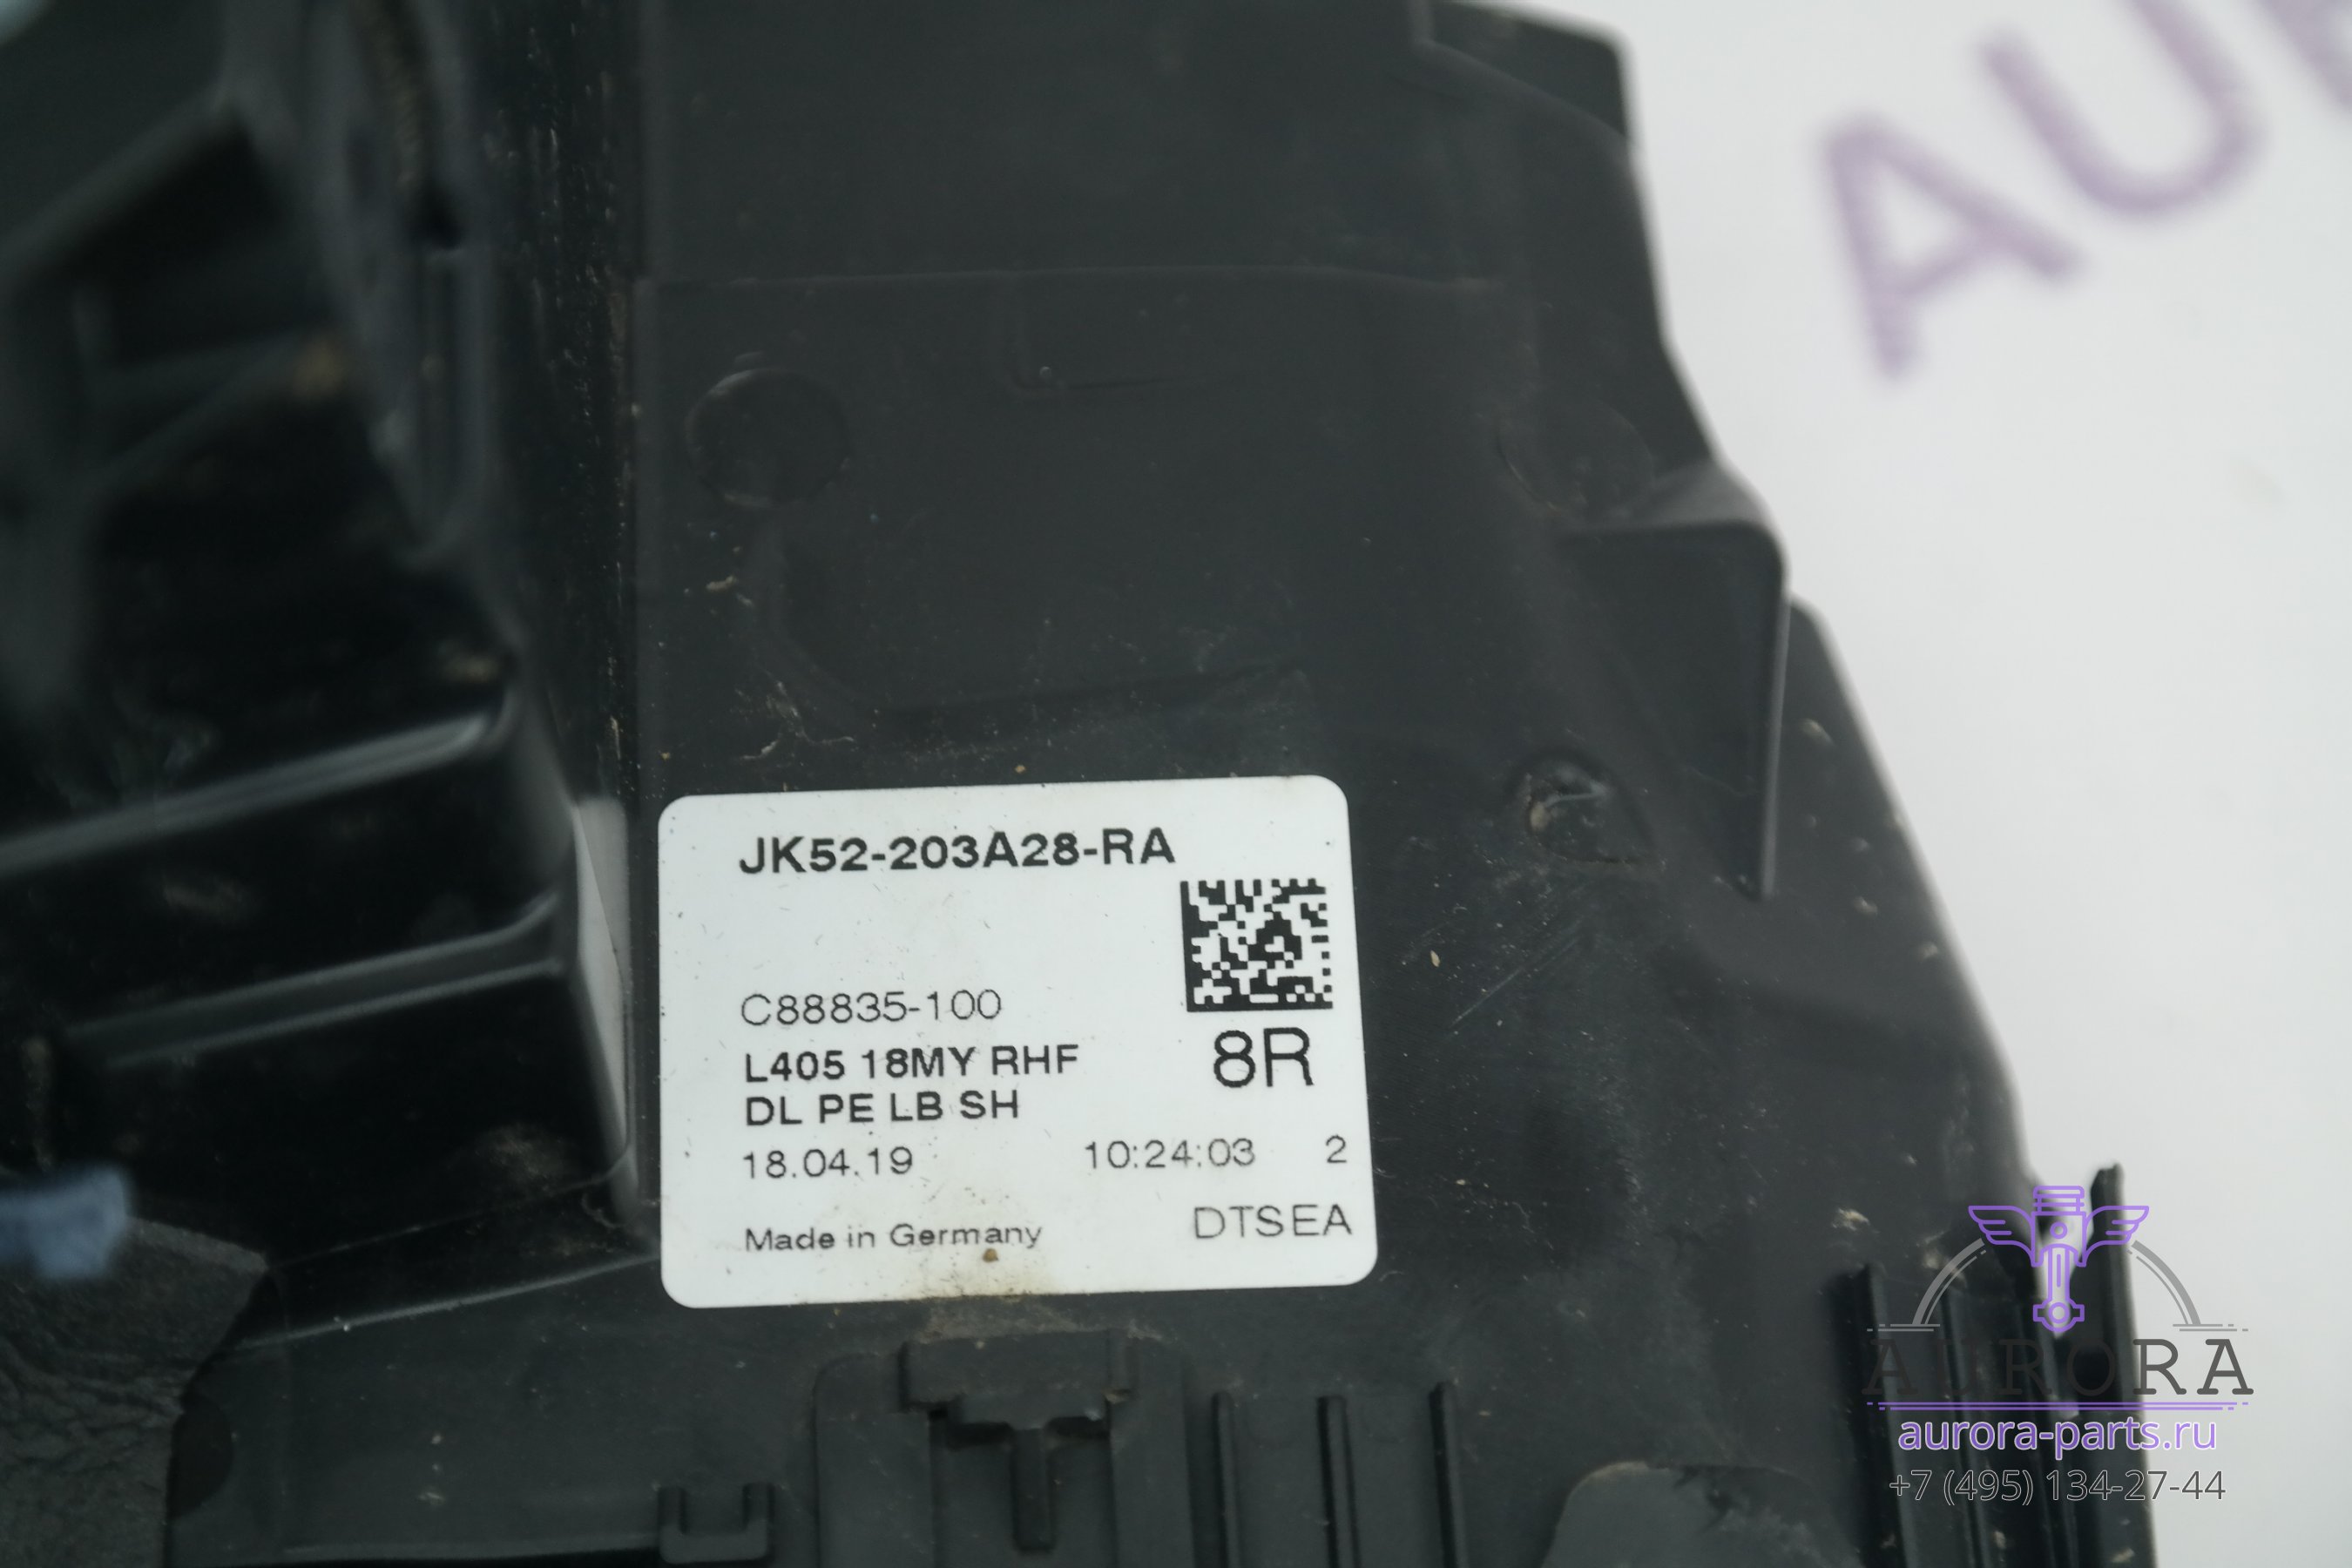 AU
JK52-203A28-RA
C88835-100
8R
L405 18MY RHF
DL PE LB SH
18.04.19 10:24:03 2
Made in Germany DTSEA
AURORA
aurora-parts.ru
+7 (495) 134-27-44